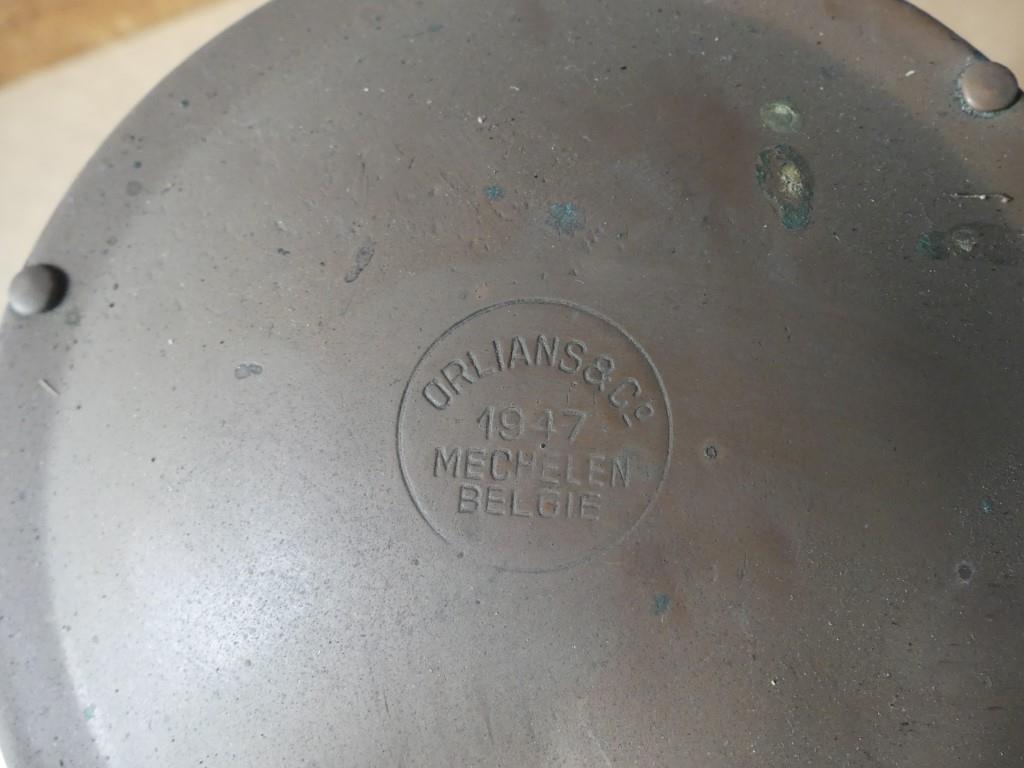 ORLIANS & Cº
1947
MECHELEN
BELGIE